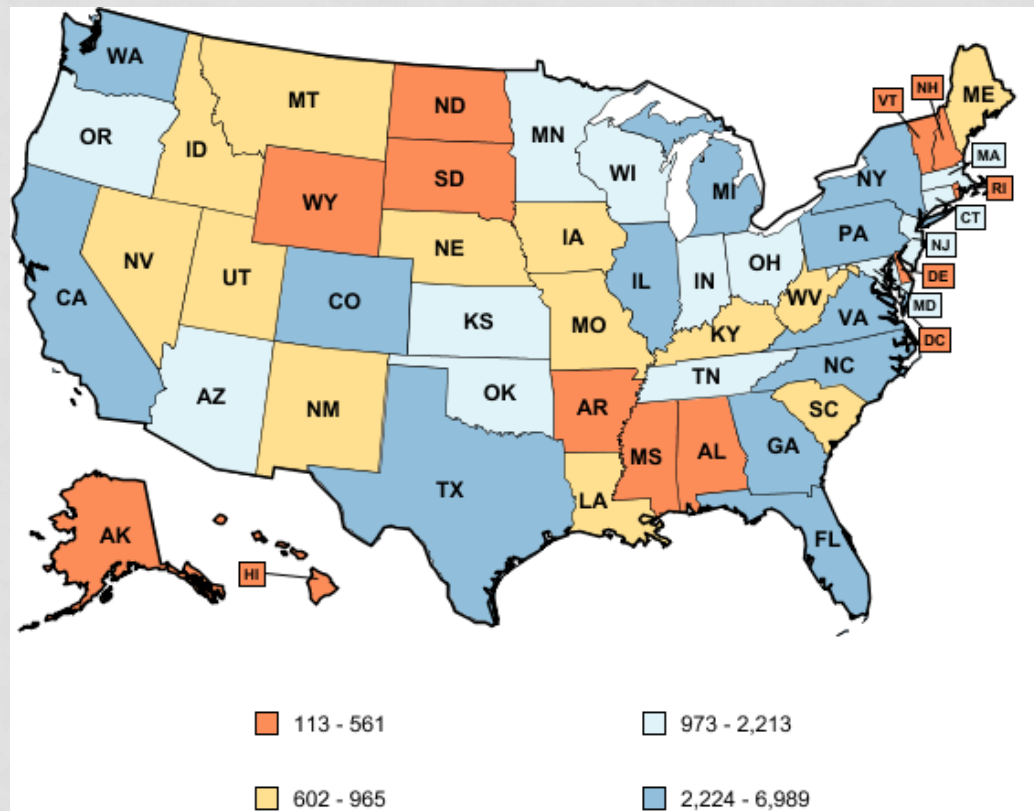 WA
MT
ND
MN
VT
NH
ME
OR
ID
SD
WI
MI
NY
MA
RI
WY
CT
NV
UT
NE
IA
PA
NJ
CA
CO
IL
IN
OH
DE
KS
MO
WV
VA
MD
KY
DC
AZ
NM
OK
TN
NC
AR
SC
MS
AL
GA
TX
LA
AK
FL
HI
113 - 561
973 - 2,213
602 - 965
2,224 - 6,989